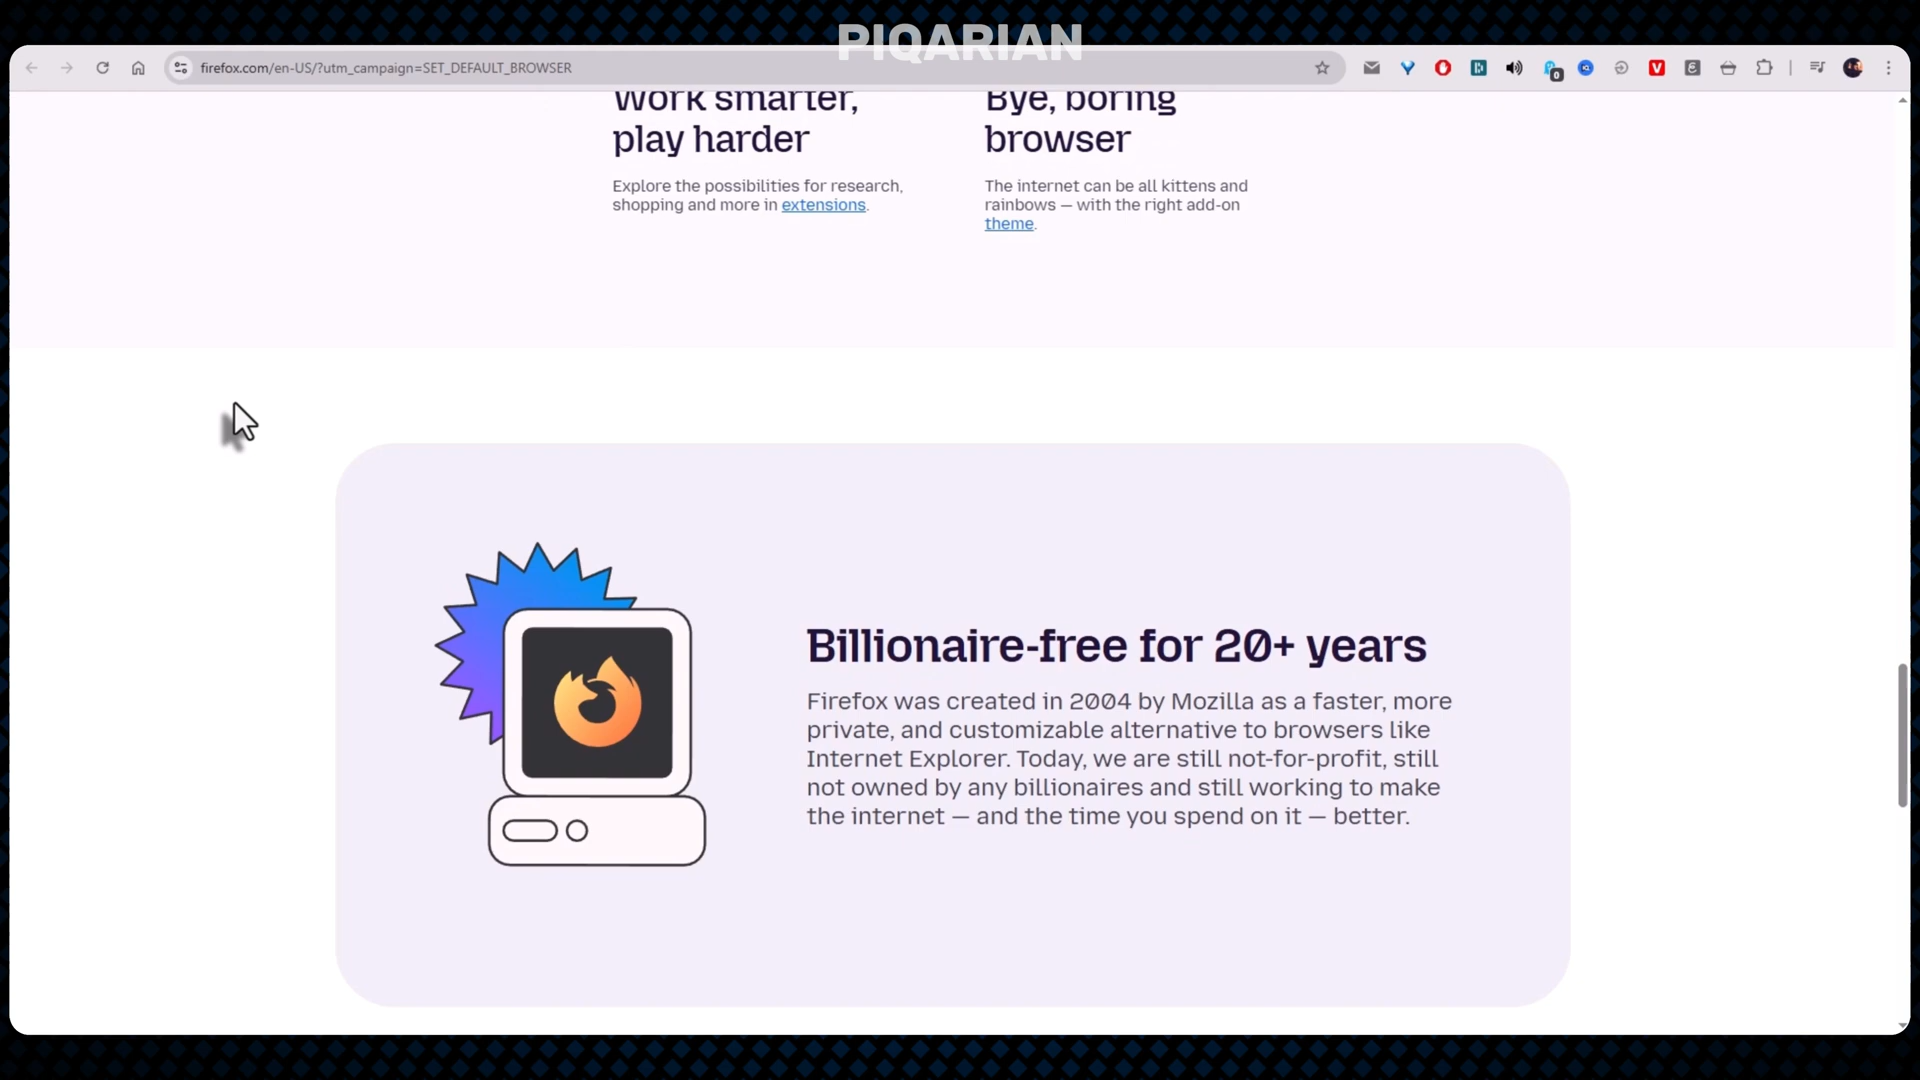 PIQARIAN
firefox.com/en-US/?utm_campaign=SET_DEFAULT_BROWSER
0
Work smarter,
play harder
Explore the possibilities for research,
shopping and more in extensions.
Bye, boring
browser
The internet can be all kittens and
rainbows — with the right add-on
theme.
Billionaire-free for 20+ years
Firefox was created in 2004 by Mozilla as a faster, more
private, and customizable alternative to browsers like
Internet Explorer. Today, we are still not-for-profit, still
not owned by any billionaires and still working to make
the internet — and the time you spend on it — better.